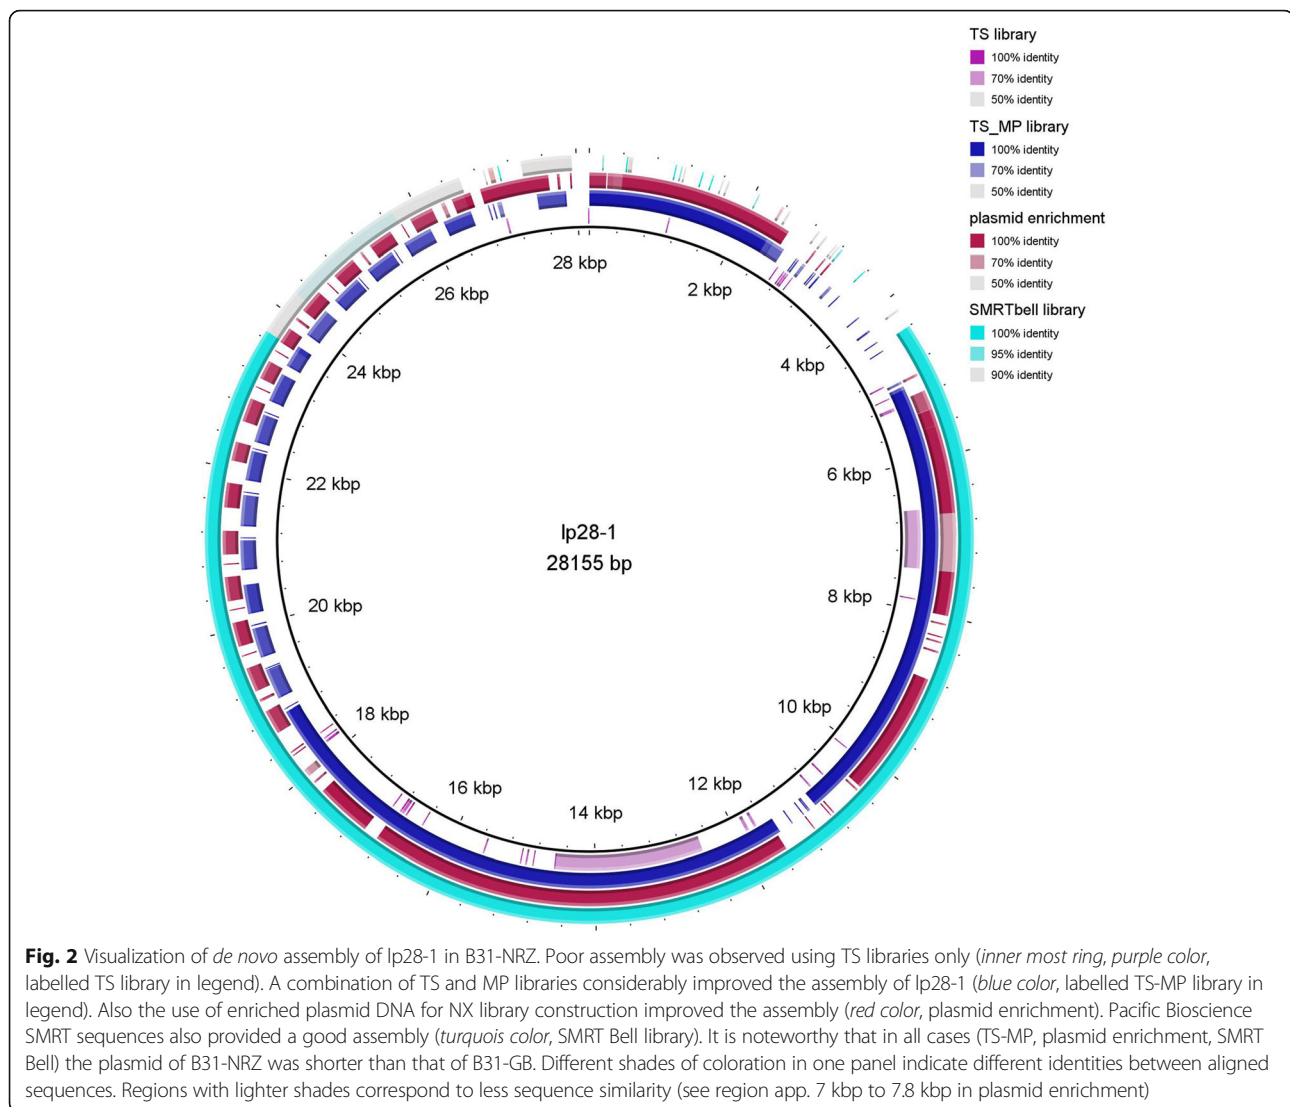 TS library
100% identity
70% identity
50% identity
TS_MP library
100% identity
70% identity
50% identity
plasmid enrichment
100% identity
70% identity
50% identity
SMRTbell library
100% identity
95% identity
90% identity
28 kbp
2 kbp
4 kbp
6 kbp
8 kbp
10 kbp
12 kbp
14 kbp
16 kbp
18 kbp
20 kbp
22 kbp
24 kbp
26 kbp
lp28-1
28155 bp
Fig. 2 Visualization of de novo assembly of lp28-1 in B31-NRZ. Poor assembly was observed using TS libraries only (inner most ring, purple color,
labelled TS library in legend). A combination of TS and MP libraries considerably improved the assembly of lp28-1 (blue color, labelled TS-MP library in
legend). Also the use of enriched plasmid DNA for NX library construction improved the assembly (red color, plasmid enrichment). Pacific Bioscience
SMRT sequences also provided a good assembly (turquois color, SMRT Bell library). It is noteworthy that in all cases (TS-MP, plasmid enrichment, SMRT
Bell) the plasmid of B31-NRZ was shorter than that of B31-GB. Different shades of coloration in one panel indicate different identities between aligned
sequences. Regions with lighter shades correspond to less sequence similarity (see region app. 7 kbp to 7.8 kbp in plasmid enrichment)